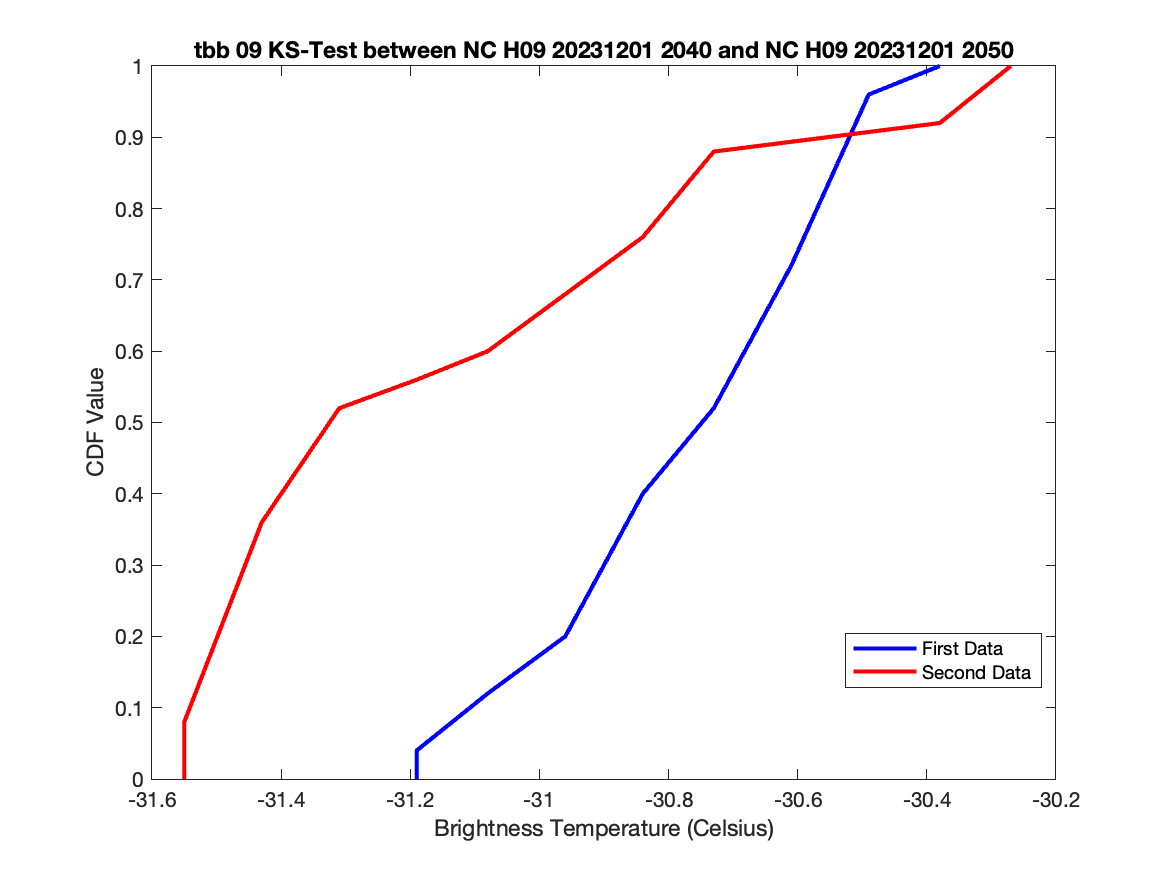 tbb 09 KS-Test between NC H09 20231201 2040 and NC H09 20231201 2050
1
0.9
0.8
0.7
0.6
0.5
0.4
0.3
0.2
0.1
0
CDF Value
First Data
Second Data
-31.6 -31.4 -31.2 -31 -30.8 -30.6 -30.4 -30.2
Brightness Temperature (Celsius)